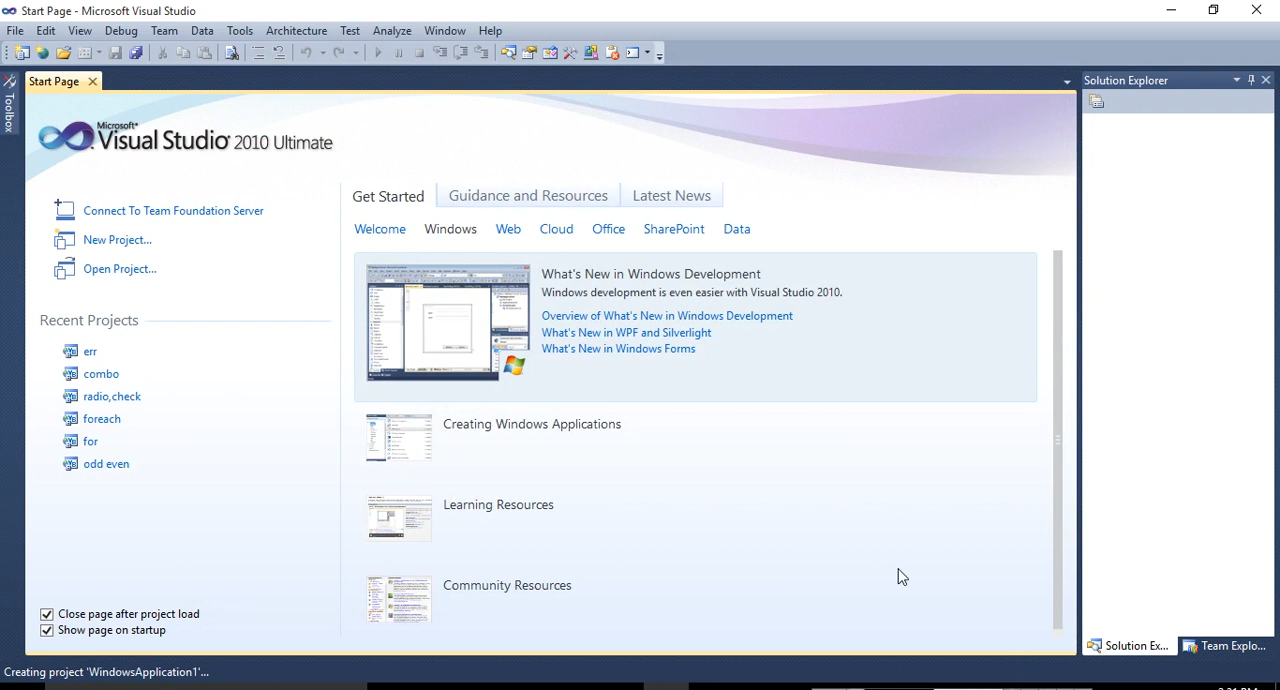 Start Page - Microsoft Visual Studio
File Edit View Debug Team Data Tools Architecture Test Analyze Window Help
Toolbox
Start Page
Solution Explorer
Microsoft®
Visual Studio 2010 Ultimate
Connect To Team Foundation Server
New Project...
Open Project...
Recent Projects
err
combo
radio,check
foreach
for
odd even
Close page after project load
Show page on startup
Get Started Guidance and Resources Latest News
Welcome Windows Web Cloud Office SharePoint Data
What's New in Windows Development
Windows development is even easier with Visual Studio 2010.
Overview of What's New in Windows Development
What's New in WPF and Silverlight
What's New in Windows Forms
Creating Windows Applications
Learning Resources
Community Resources
Solution Ex... Team Explo...
Creating project 'WindowsApplication1'...